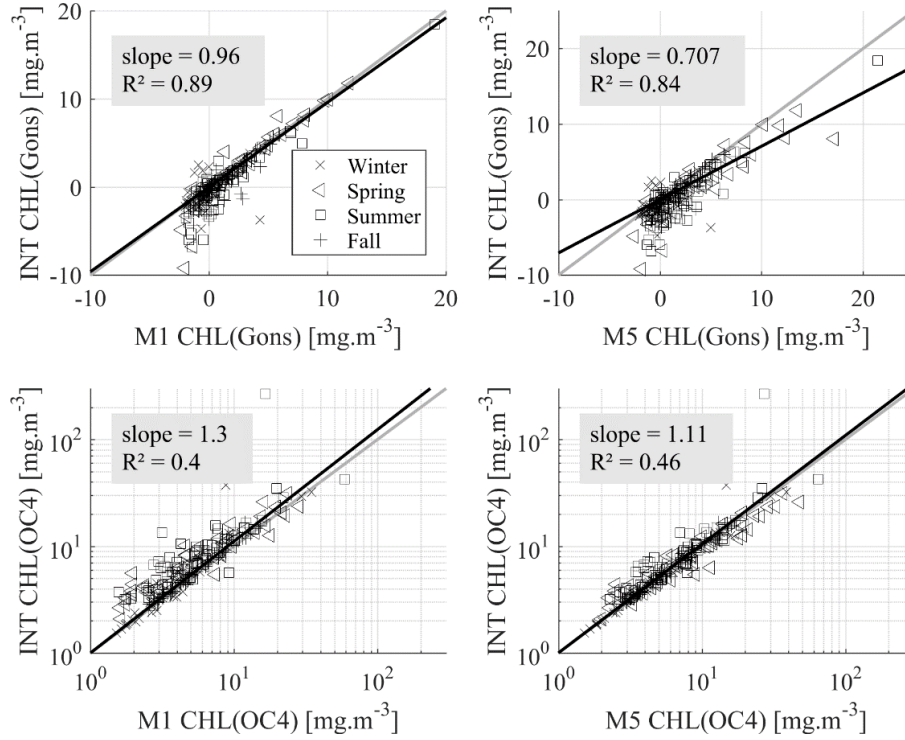 slope = 0.96
R² = 0.89
20
10
0
-10
INT CHL(Gons) [mg.m⁻³]
Winter
Spring
Summer
Fall
-10
0
10
20
M1 CHL(Gons) [mg.m⁻³]
slope = 0.707
R² = 0.84
20
10
0
-10
INT CHL(Gons) [mg.m⁻³]
-10
0
10
20
M5 CHL(Gons) [mg.m⁻³]
slope = 1.3
R² = 0.4
10²
10¹
10⁰
INT CHL(OC4) [mg.m⁻³]
10⁰
10¹
10²
M1 CHL(OC4) [mg.m⁻³]
slope = 1.11
R² = 0.46
10²
10¹
10⁰
INT CHL(OC4) [mg.m⁻³]
10⁰
10¹
10²
M5 CHL(OC4) [mg.m⁻³]